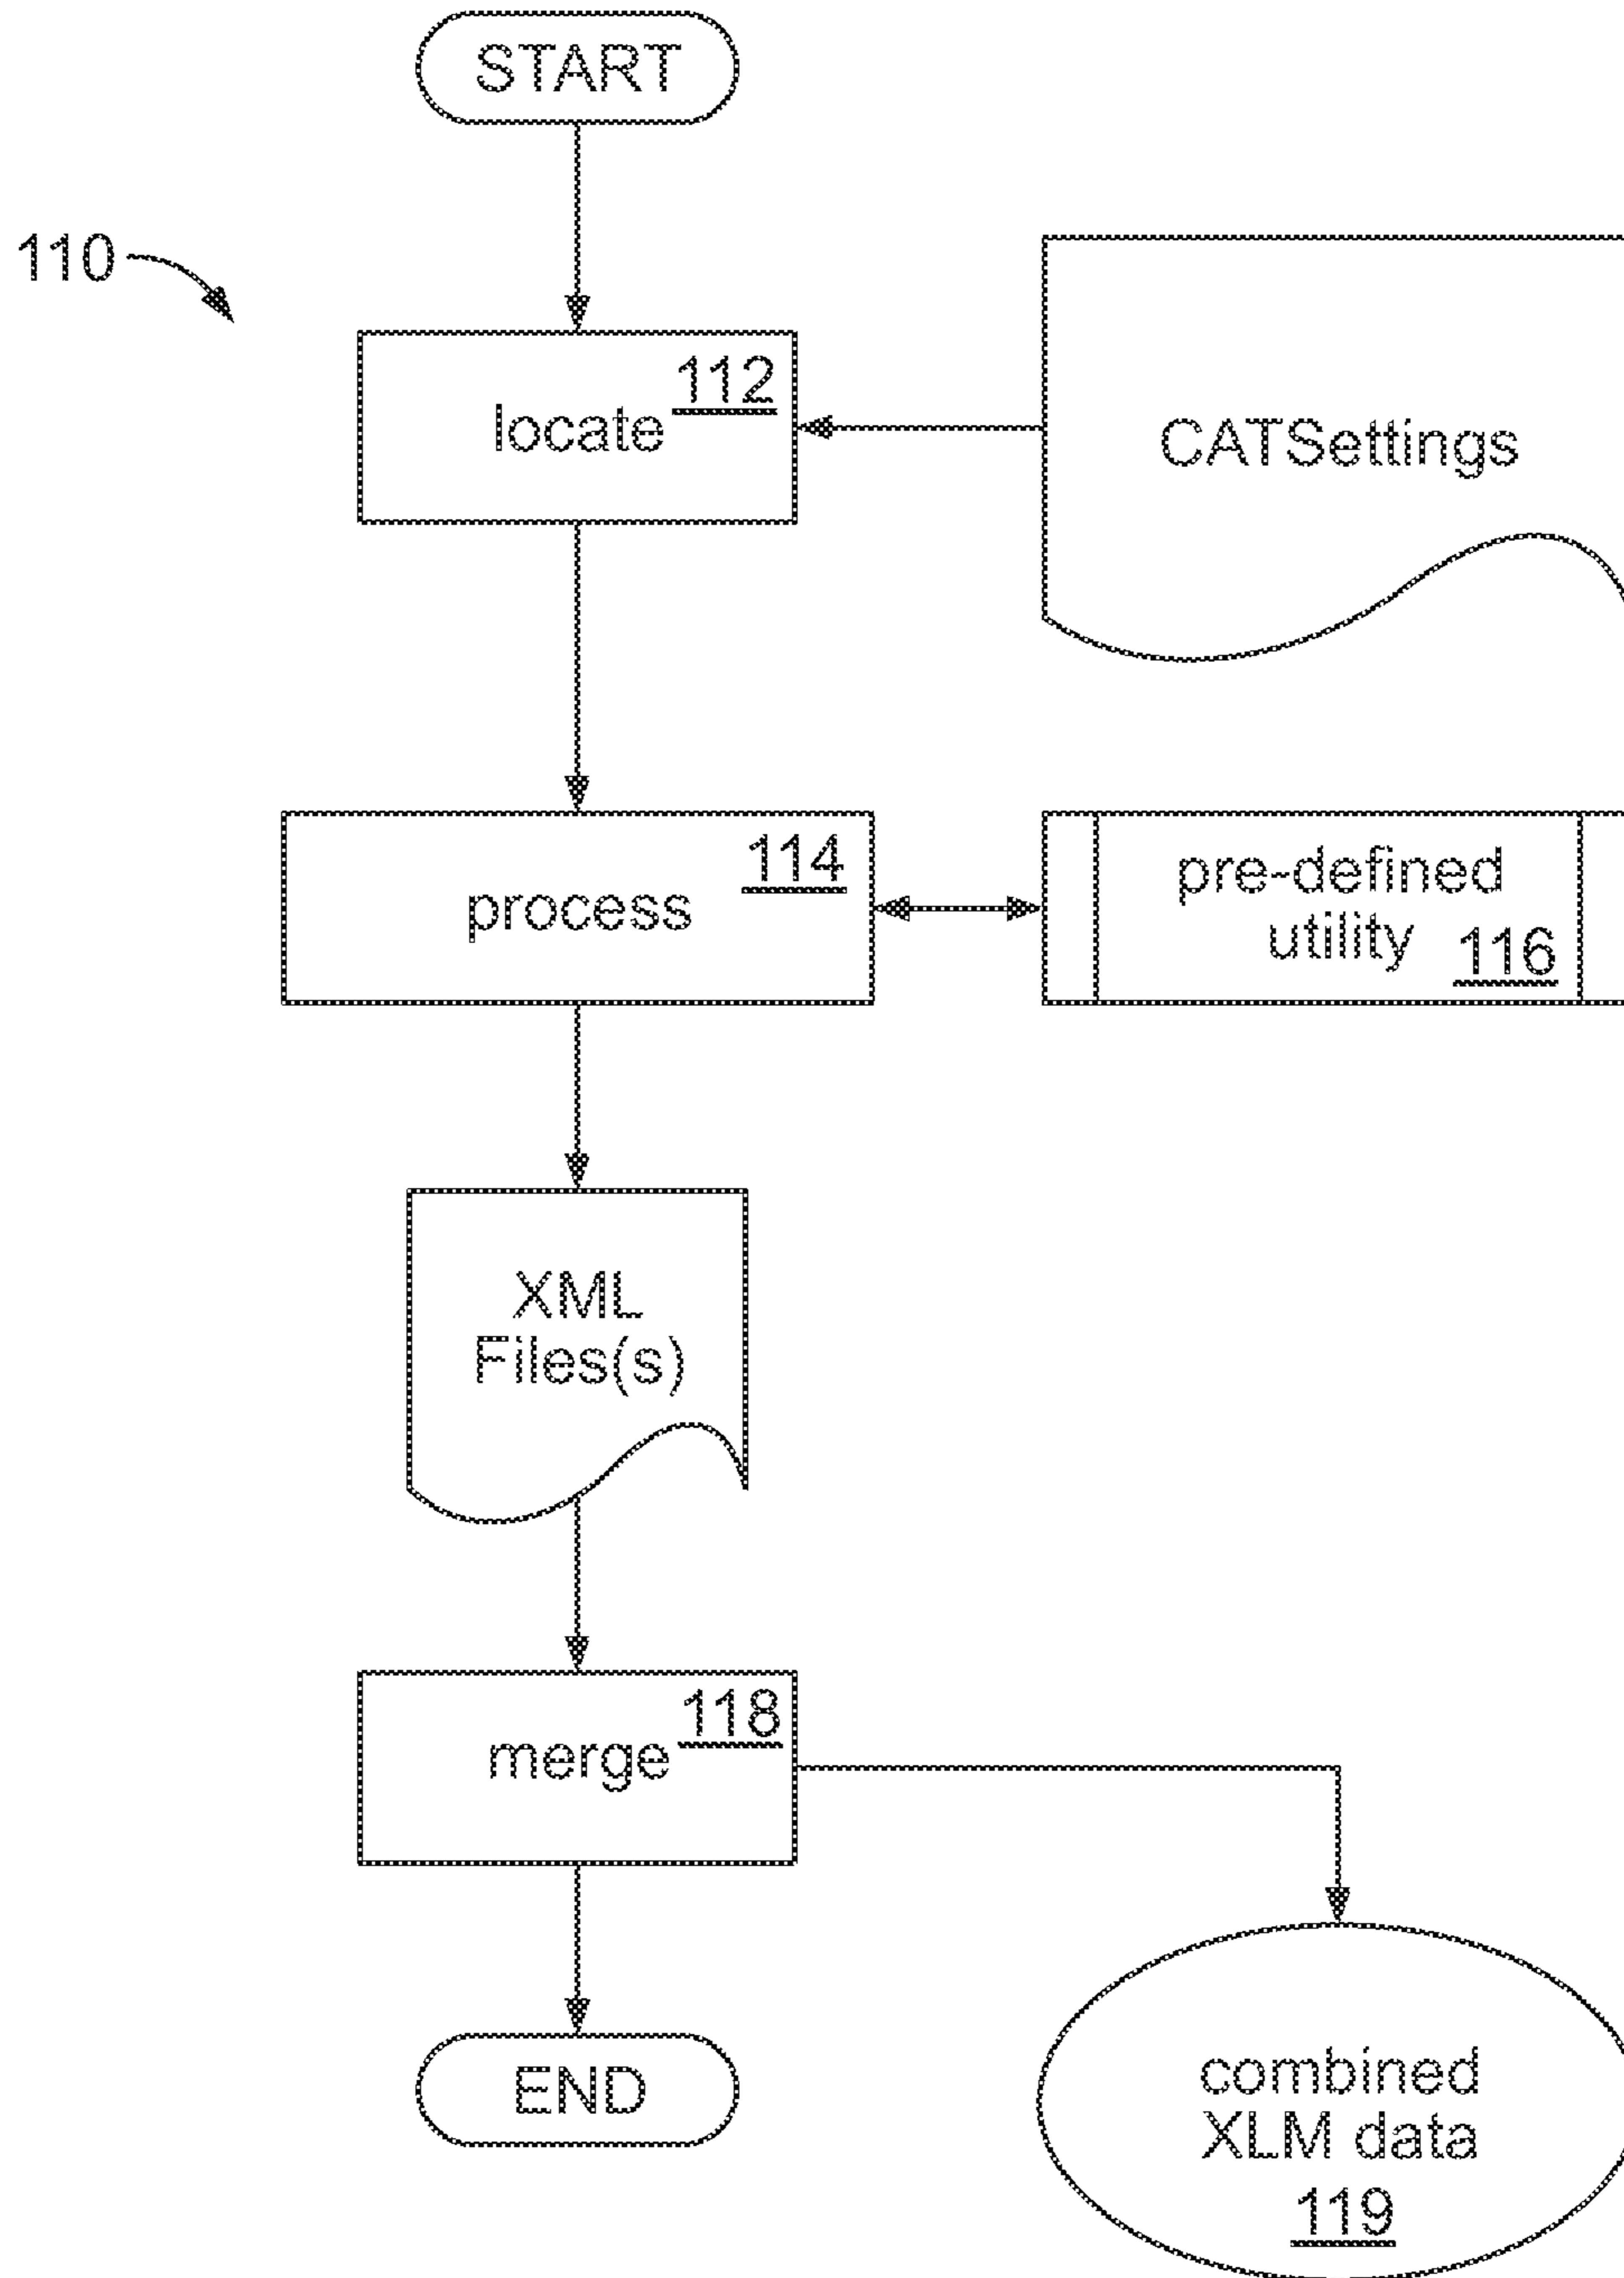 START
110
112
locate
CATSettings
114
process
pre-defined
utility 116
XML
Files(s)
118
merge
END
combined
XLM data
119